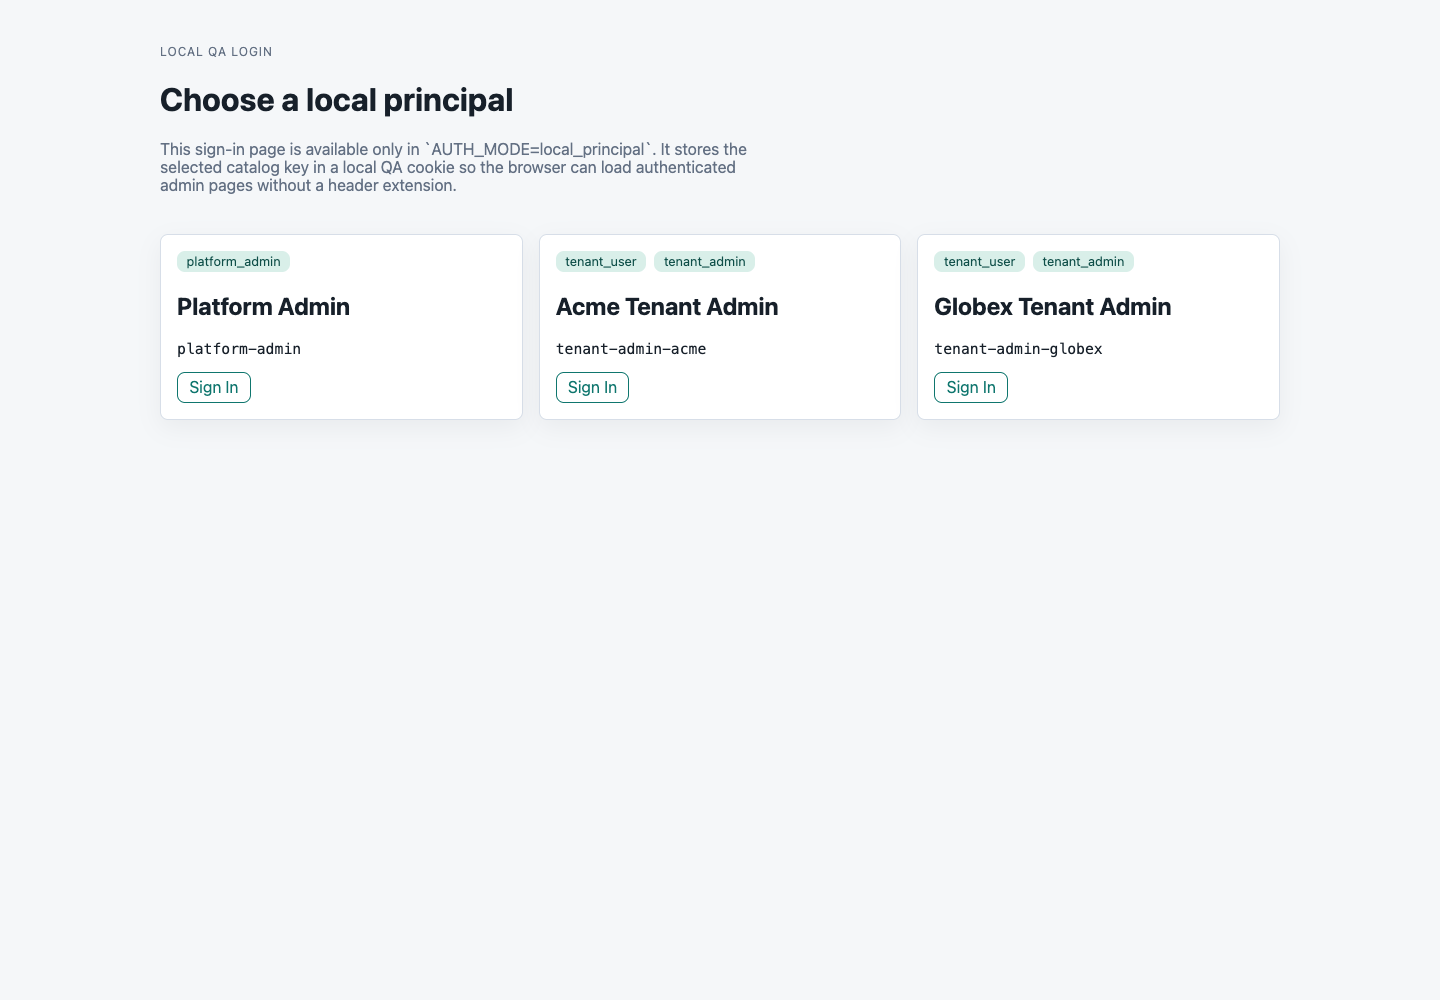 LOCAL QA LOGIN
Choose a local principal
This sign-in page is available only in `AUTH_MODE=local_principal`. It stores the
selected catalog key in a local QA cookie so the browser can load authenticated
admin pages without a header extension.
platform_admin
Platform Admin
platform-admin
Sign In
tenant_user tenant_admin
Acme Tenant Admin
tenant-admin-acme
Sign In
tenant_user tenant_admin
Globex Tenant Admin
tenant-admin-globex
Sign In